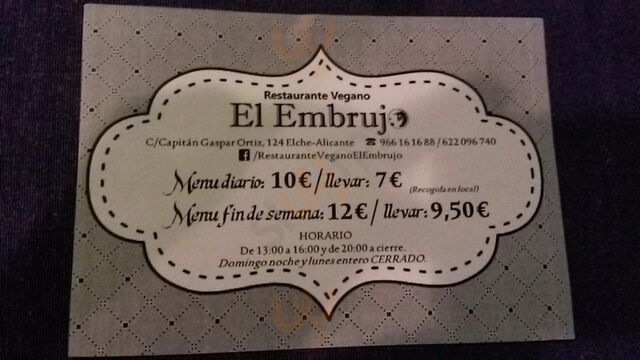 Restaurante Vegano
El Embrujo
C/Capitán Gaspar Ortiz, 124 Elche-Alicante ☎ 966 16 16 88 / 622 096 740
/RestauranteVeganoElEmbrujo
Menu diario: 10€ / llevar: 7€ (Recogida en local)
Menu fin de semana: 12€ / llevar: 9,50€
HORARIO
De 13:00 a 16:00 y de 20:00 a cierre.
Domingo noche y lunes entero CERRADO.